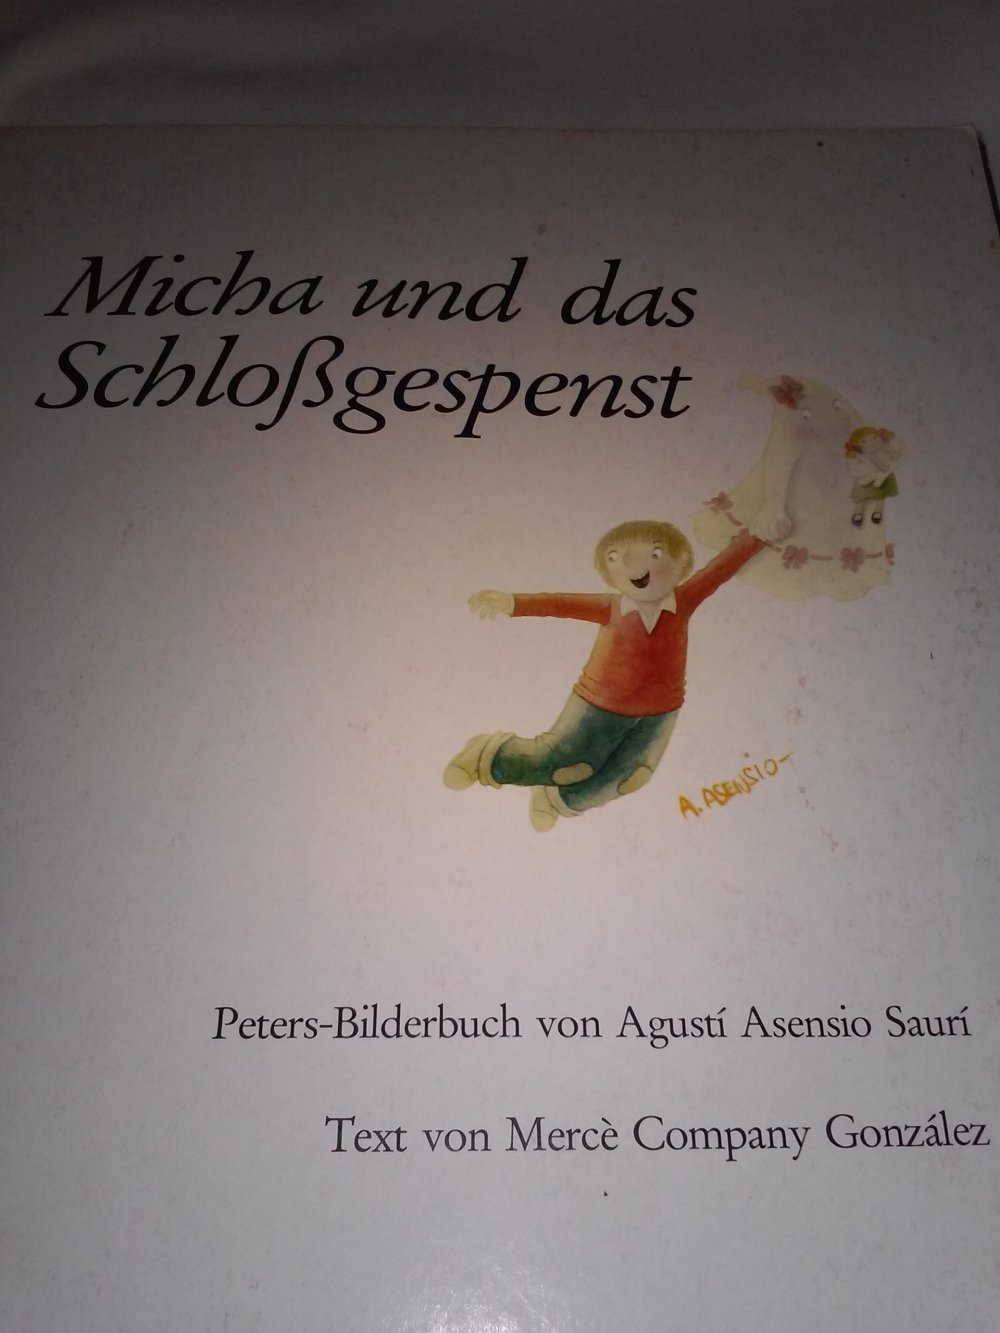 Micha und das
Schloßgespenst
A. ASENSIO
Peters-Bilderbuch von Agustí Asensio Saurí
Text von Mercè Company González